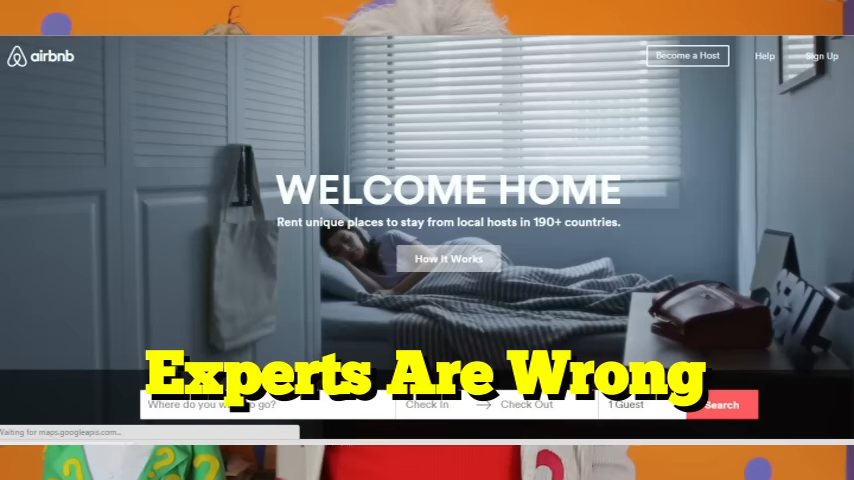 airbnb
Become a Host
Help
Sign Up
WELCOME HOME
Rent unique places to stay from local hosts in 190+ countries.
How It Works
Experts Are Wrong
Where do you to go?
Check In
Check Out
1 Guest
Search
Waiting for maps.googleapis.com...
? ?